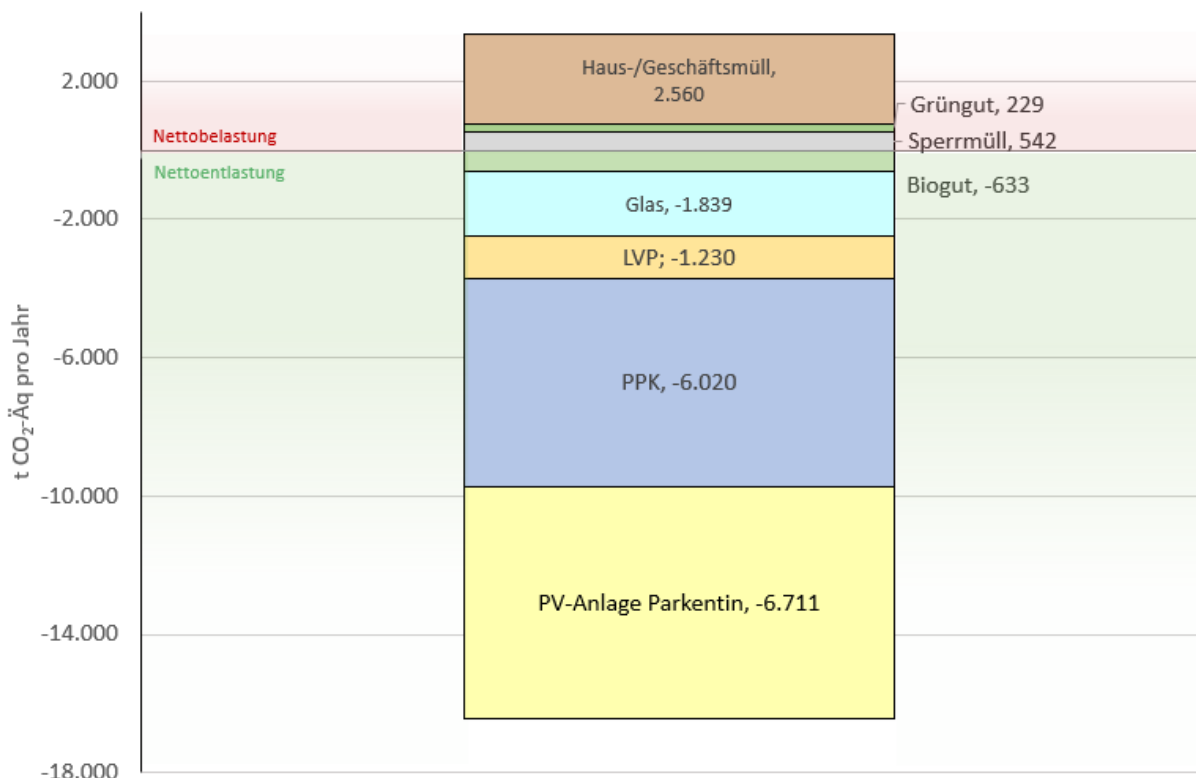 Haus-/Geschäftsmüll,
2.560
2.000
Grüngut, 229
Nettobelastung
Sperrmüll, 542
Nettoentlastung
Biogut, -633
Glas, -1.839
-2.000
LVP; -1.230
t CO₂-Äq pro Jahr
-6.000
PPK, -6.020
-10.000
PV-Anlage Parkentin, -6.711
-14.000
-18.000